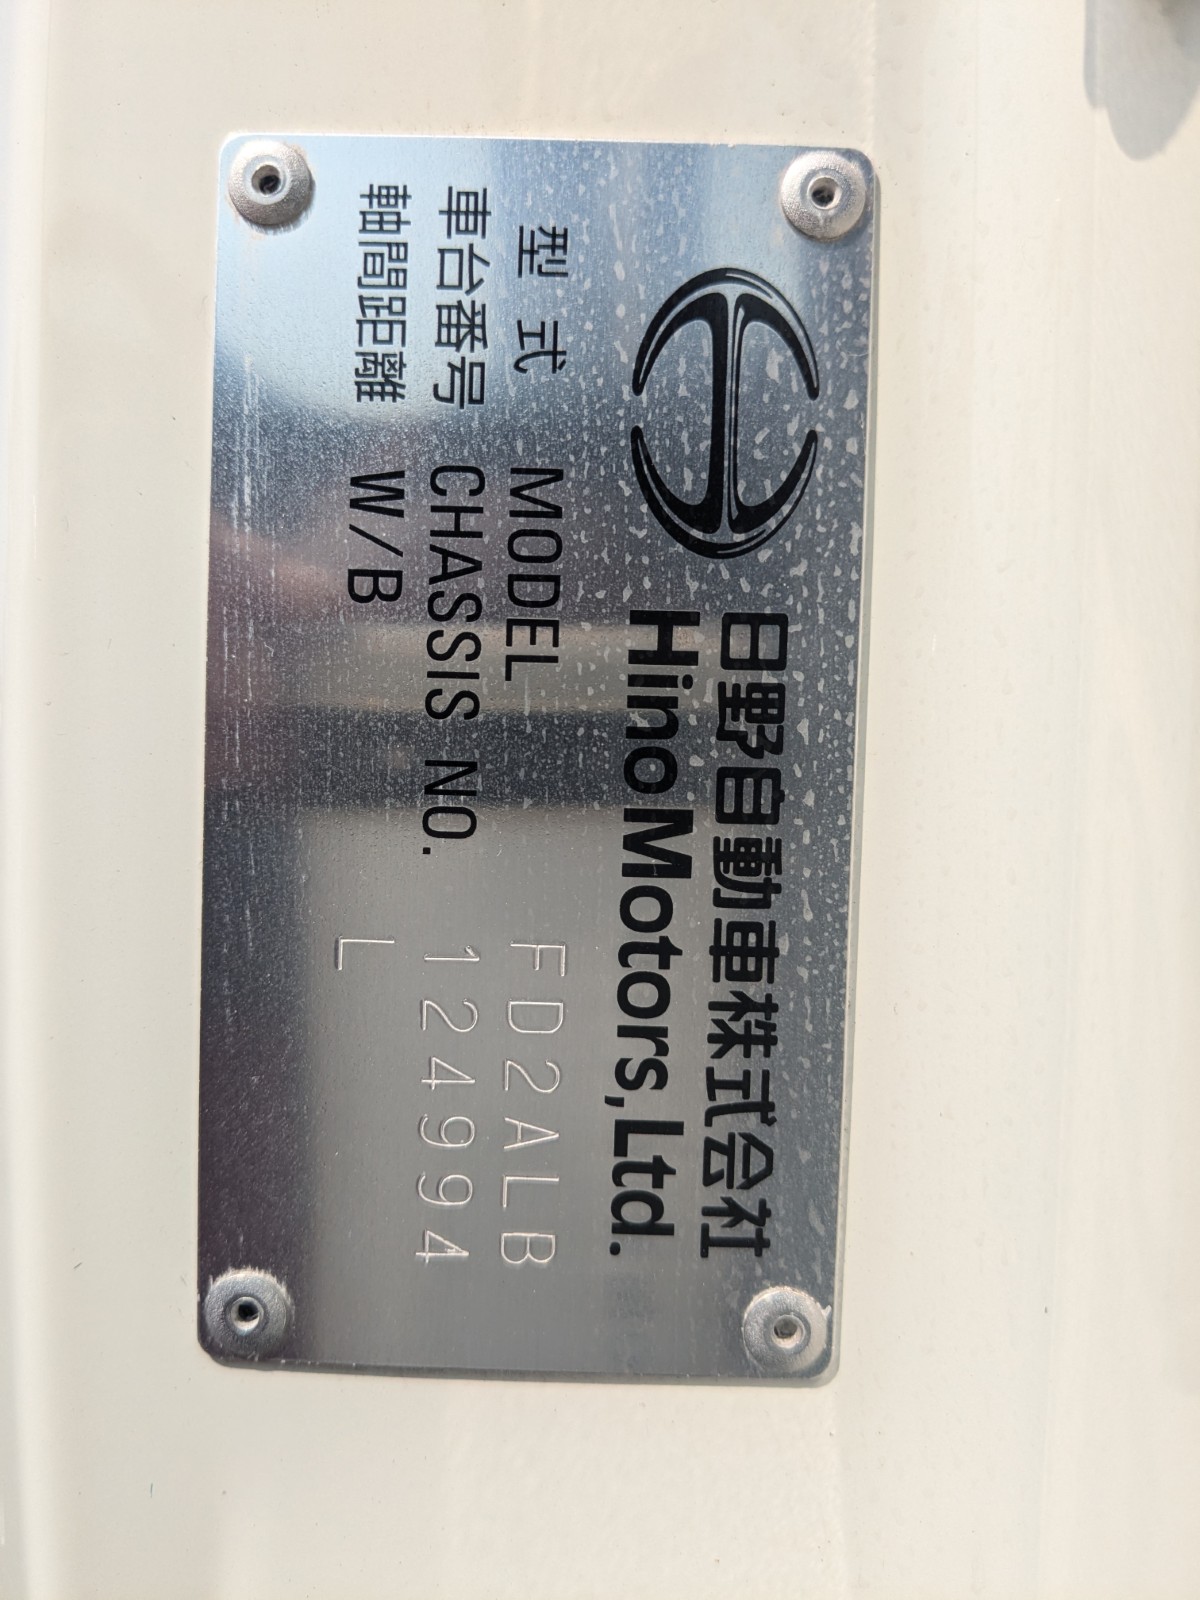 日野自動車株式会社
Hino Motors, Ltd.
型式 MODEL FD2ALB
車台番号 CHASSIS NO. 124994
軸間距離 W/B L